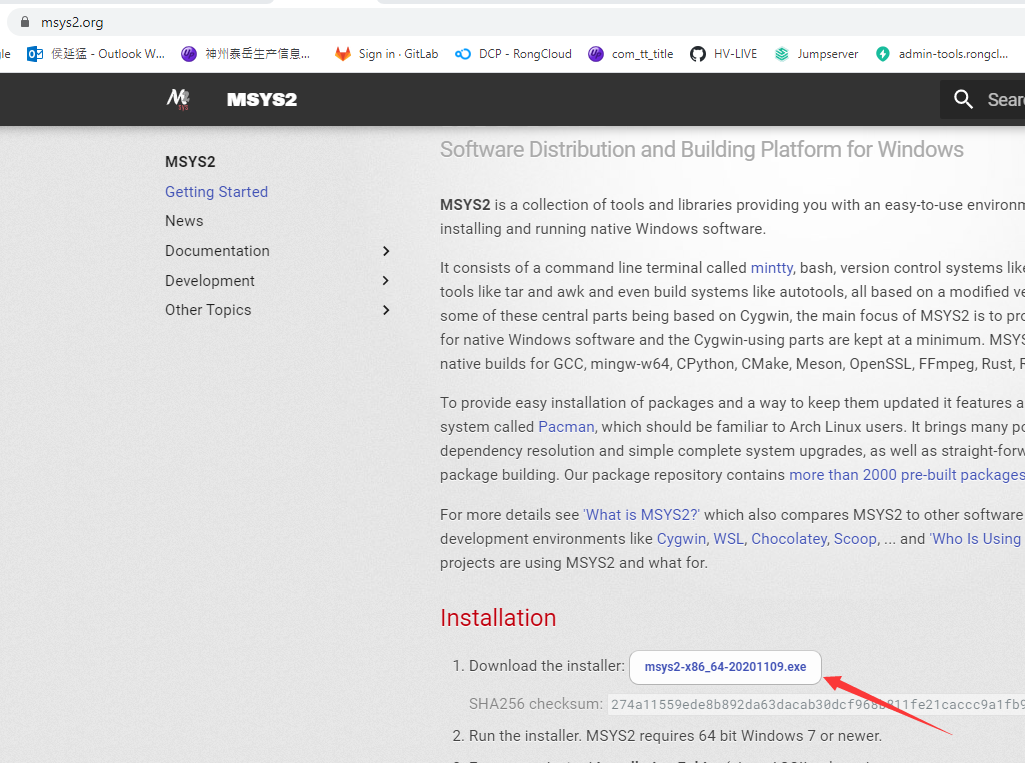 msys2.org
le 侯延猛 - Outlook W... 神州泰岳生产信息... Sign in · GitLab DCP - RongCloud com_tt_title HV-LIVE Jumpserver admin-tools.rongcl...
MSYS2
Sear
MSYS2
Getting Started
News
Documentation
Development
Other Topics
Software Distribution and Building Platform for Windows
MSYS2 is a collection of tools and libraries providing you with an easy-to-use environm
installing and running native Windows software.
It consists of a command line terminal called mintty, bash, version control systems like
tools like tar and awk and even build systems like autotools, all based on a modified ve
some of these central parts being based on Cygwin, the main focus of MSYS2 is to pro
for native Windows software and the Cygwin-using parts are kept at a minimum. MSYS
native builds for GCC, mingw-w64, CPython, CMake, Meson, OpenSSL, FFmpeg, Rust, R
To provide easy installation of packages and a way to keep them updated it features a
system called Pacman, which should be familiar to Arch Linux users. It brings many po
dependency resolution and simple complete system upgrades, as well as straight-forw
package building. Our package repository contains more than 2000 pre-built packages
For more details see 'What is MSYS2?' which also compares MSYS2 to other software
development environments like Cygwin, WSL, Chocolatey, Scoop, ... and 'Who Is Using
projects are using MSYS2 and what for.
Installation
1. Download the installer: msys2-x86_64-20201109.exe
SHA256 checksum:
2. Run the installer. MSYS2 requires 64 bit Windows 7 or newer.